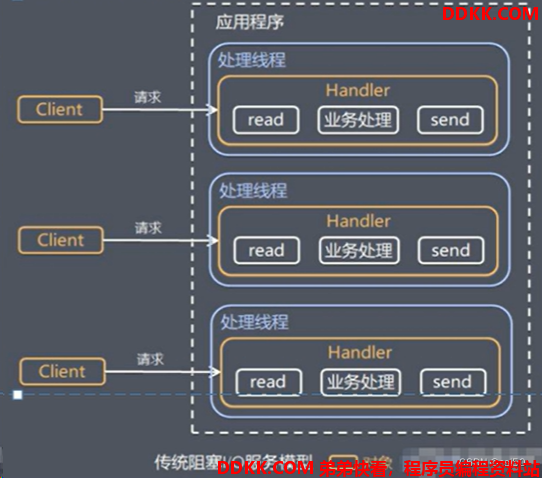 DDKK.COM
应用程序
处理线程
Handler
Client
请求
read
业务处理
send
处理线程
Handler
Client
请求
read
业务处理
send
处理线程
Handler
Client
请求
read
业务处理
send
传统阻塞I/O服务模型
对象
DDKK.COM 弟弟快看，程序员编程资料站